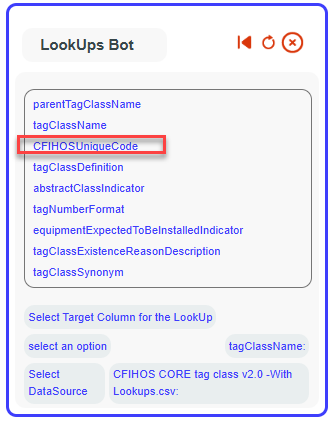 LookUps Bot
parentTagClassName
tagClassName
CFIHOSUniqueCode
tagClassDefinition
abstractClassIndicator
tagNumberFormat
equipmentExpectedToBeInstalledIndicator
tagClassExistenceReasonDescription
tagClassSynonym
Select Target Column for the LookUp
select an option
tagClassName:
Select
DataSource
CFIHOS CORE tag class v2.0 -With
Lookups.csv: